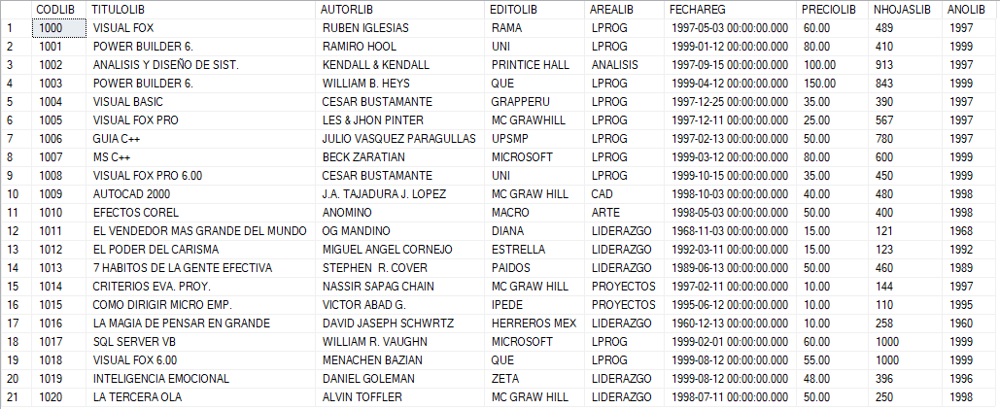 CODLIB TITULOLIB AUTORLIB EDITOLIB AREALIB FECHAREG PRECIOLIB NHOJASLIB ANOLIB
1 1000 VISUAL FOX RUBEN IGLESIAS RAMA LPROG 1997-05-03 00:00:00.000 60.00 489 1997
2 1001 POWER BUILDER 6. RAMIRO HOOL UNI LPROG 1999-01-12 00:00:00.000 80.00 410 1999
3 1002 ANALISIS Y DISEÑO DE SIST. KENDALL & KENDALL PRINTICE HALL ANALISIS 1997-09-15 00:00:00.000 100.00 913 1997
4 1003 POWER BUILDER 6. WILLIAM B. HEYS QUE LPROG 1999-04-12 00:00:00.000 150.00 843 1999
5 1004 VISUAL BASIC CESAR BUSTAMANTE GRAPPERU LPROG 1997-12-25 00:00:00.000 35.00 390 1997
6 1005 VISUAL FOX PRO LES & JHON PINTER MC GRAWHILL LPROG 1997-12-11 00:00:00.000 25.00 567 1997
7 1006 GUIA C++ JULIO VASQUEZ PARAGULLAS UPSMP LPROG 1997-02-13 00:00:00.000 50.00 780 1997
8 1007 MS C++ BECK ZARATIAN MICROSOFT LPROG 1999-03-12 00:00:00.000 80.00 600 1999
9 1008 VISUAL FOX PRO 6.00 CESAR BUSTAMANTE UNI LPROG 1999-10-15 00:00:00.000 35.00 450 1999
10 1009 AUTOCAD 2000 J.A. TAJADURA J. LOPEZ MC GRAW HILL CAD 1998-10-03 00:00:00.000 40.00 480 1998
11 1010 EFECTOS COREL ANOMINO MACRO ARTE 1998-05-03 00:00:00.000 50.00 400 1998
12 1011 EL VENDEDOR MAS GRANDE DEL MUNDO OG MANDINO DIANA LIDERAZGO 1968-11-03 00:00:00.000 15.00 121 1968
13 1012 EL PODER DEL CARISMA MIGUEL ANGEL CORNEJO ESTRELLA LIDERAZGO 1992-03-11 00:00:00.000 15.00 123 1992
14 1013 7 HABITOS DE LA GENTE EFECTIVA STEPHEN R. COVER PAIDOS LIDERAZGO 1989-06-13 00:00:00.000 50.00 460 1989
15 1014 CRITERIOS EVA. PROY. NASSIR SAPAG CHAIN MC GRAW HILL PROYECTOS 1997-02-11 00:00:00.000 10.00 144 1997
16 1015 COMO DIRIGIR MICRO EMP. VICTOR ABAD G. IPEDE PROYECTOS 1995-06-12 00:00:00.000 10.00 110 1995
17 1016 LA MAGIA DE PENSAR EN GRANDE DAVID JASEPH SCHWRTZ HERREROS MEX LIDERAZGO 1960-12-13 00:00:00.000 10.00 258 1960
18 1017 SQL SERVER VB WILLIAM R. VAUGHN MICROSOFT LPROG 1999-02-01 00:00:00.000 60.00 1000 1999
19 1018 VISUAL FOX 6.00 MENACHEN BAZIAN QUE LPROG 1999-08-12 00:00:00.000 55.00 1000 1999
20 1019 INTELIGENCIA EMOCIONAL DANIEL GOLEMAN ZETA LIDERAZGO 1999-08-12 00:00:00.000 48.00 396 1996
21 1020 LA TERCERA OLA ALVIN TOFFLER MC GRAW HILL LIDERAZGO 1998-07-11 00:00:00.000 50.00 250 1998